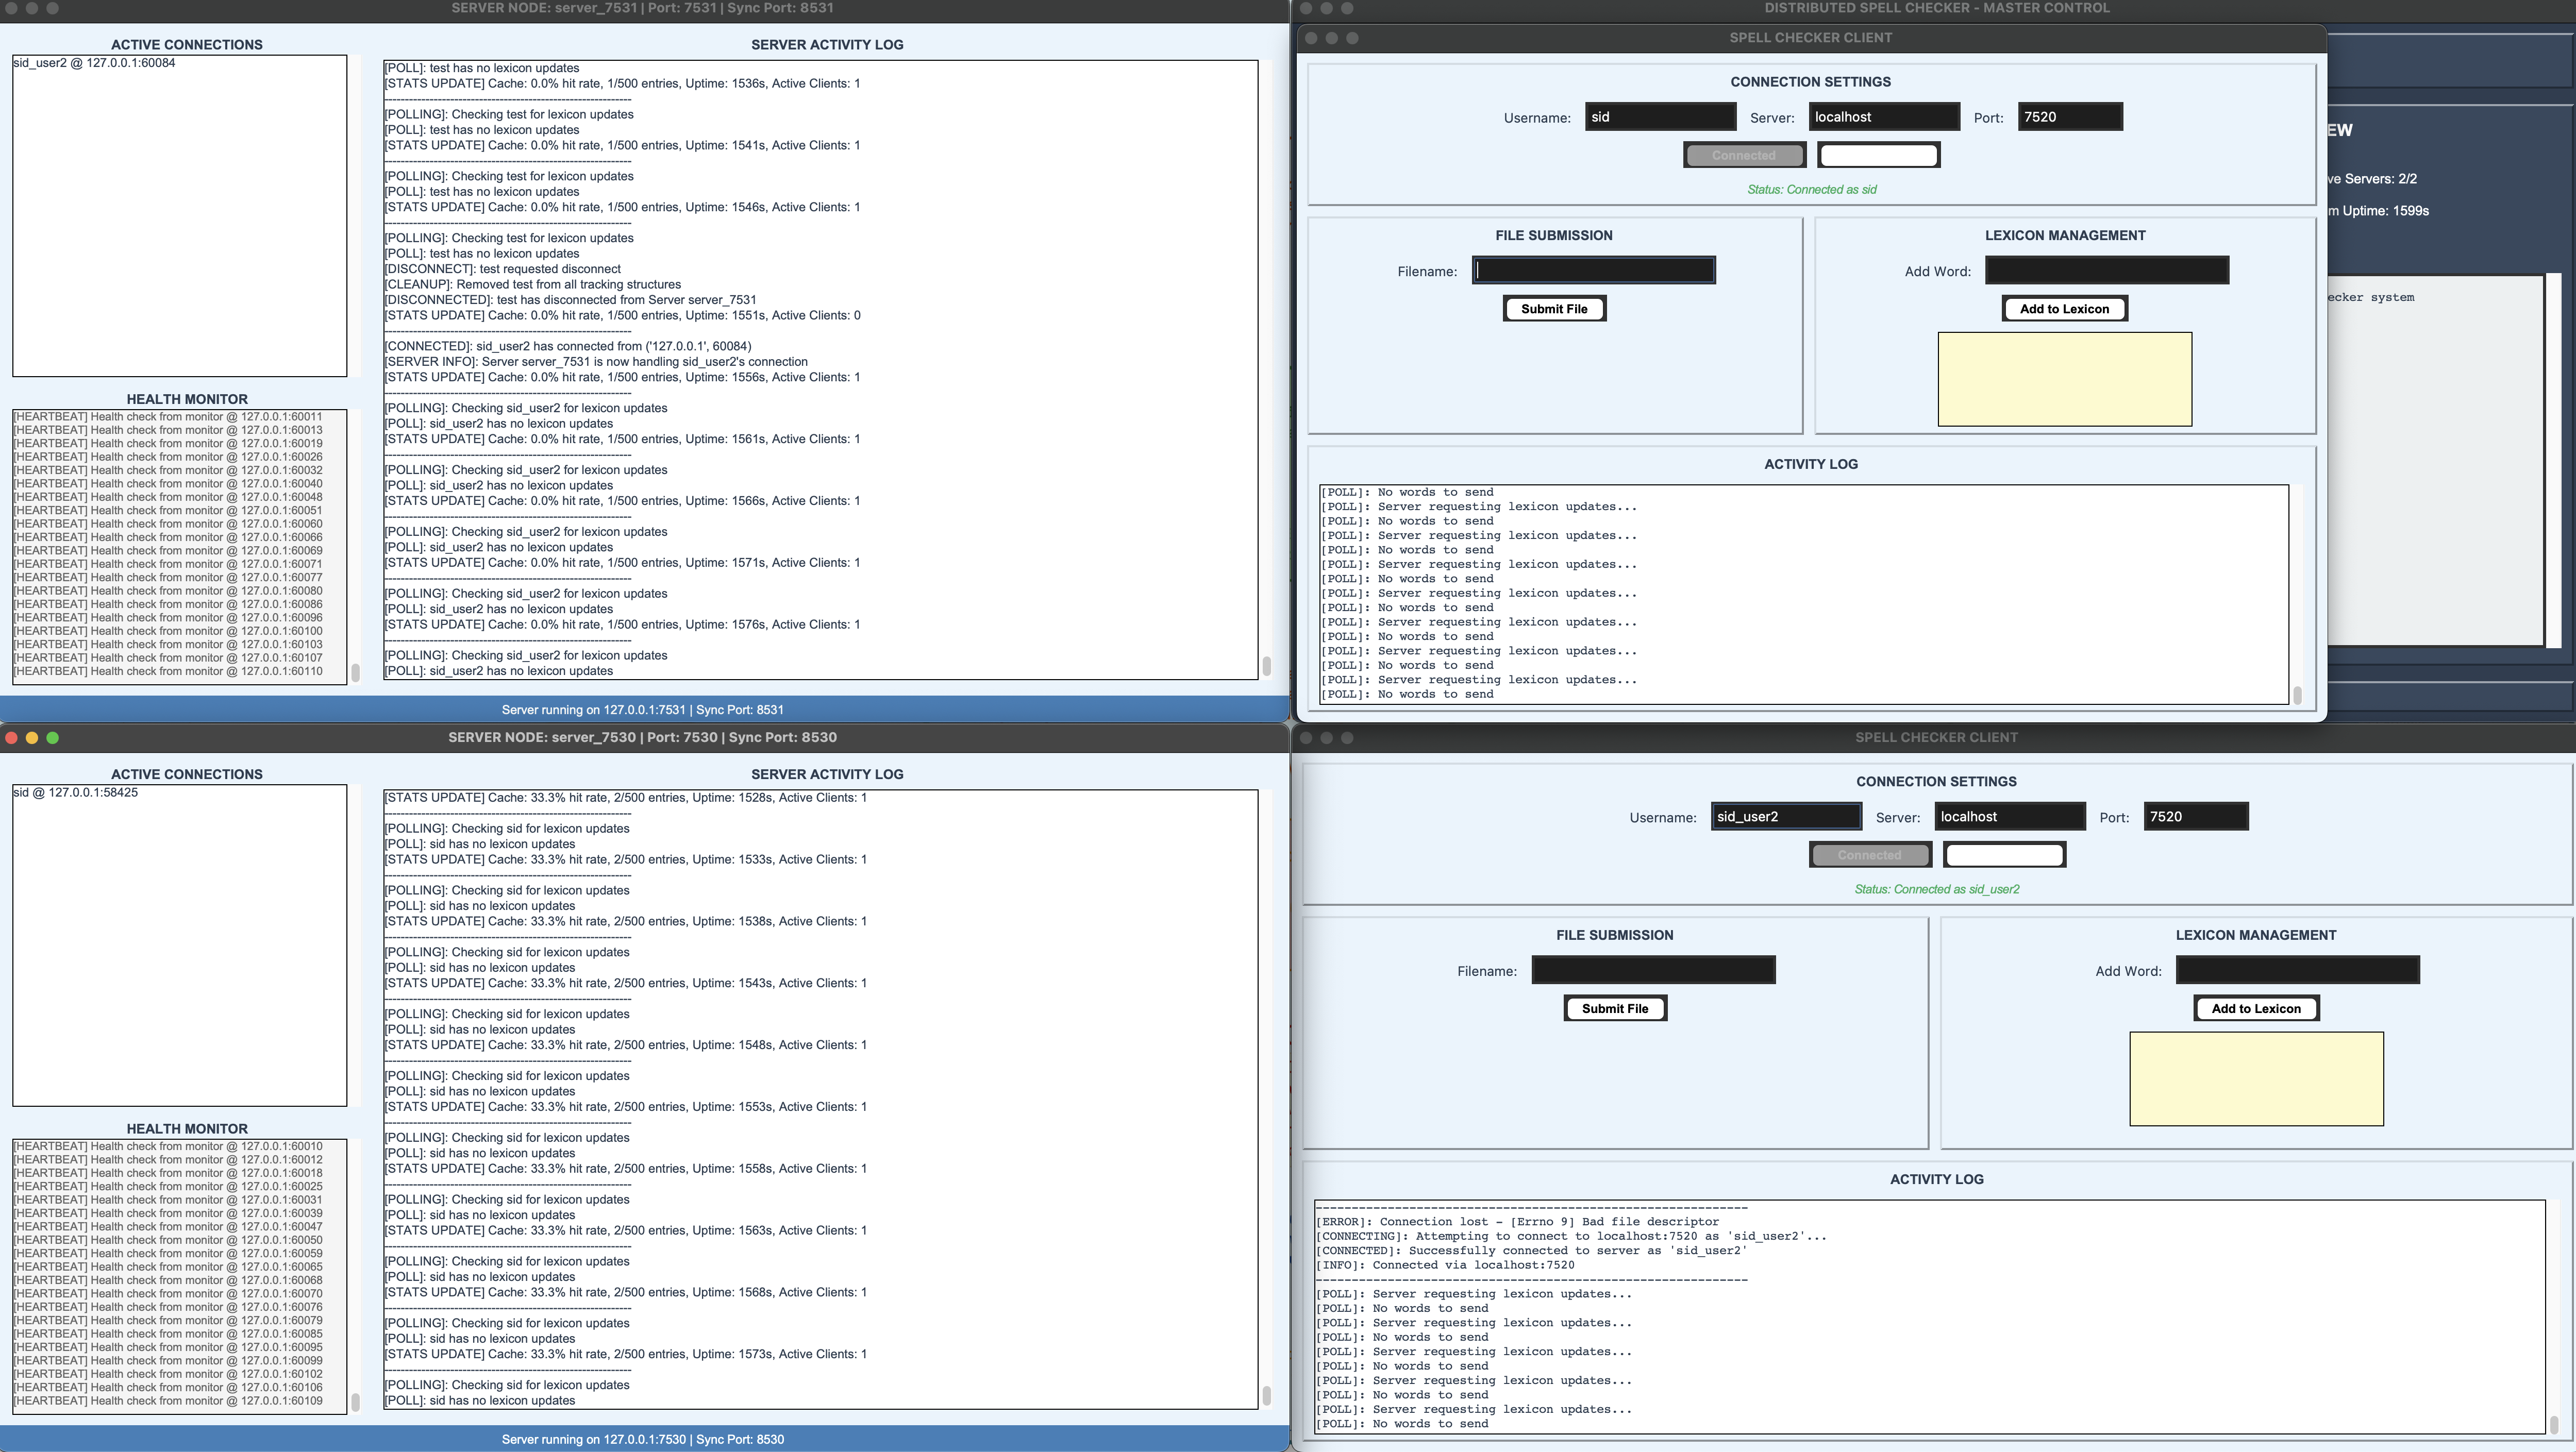 SERVER NODE: server_7531 | Port: 7531 | Sync Port: 8531
ACTIVE CONNECTIONS
sid_user2 @ 127.0.0.1:60084
HEALTH MONITOR
[HEARTBEAT] Health check from monitor @ 127.0.0.1:60011
[HEARTBEAT] Health check from monitor @ 127.0.0.1:60013
[HEARTBEAT] Health check from monitor @ 127.0.0.1:60019
[HEARTBEAT] Health check from monitor @ 127.0.0.1:60026
[HEARTBEAT] Health check from monitor @ 127.0.0.1:60032
[HEARTBEAT] Health check from monitor @ 127.0.0.1:60040
[HEARTBEAT] Health check from monitor @ 127.0.0.1:60048
[HEARTBEAT] Health check from monitor @ 127.0.0.1:60051
[HEARTBEAT] Health check from monitor @ 127.0.0.1:60060
[HEARTBEAT] Health check from monitor @ 127.0.0.1:60066
[HEARTBEAT] Health check from monitor @ 127.0.0.1:60069
[HEARTBEAT] Health check from monitor @ 127.0.0.1:60071
[HEARTBEAT] Health check from monitor @ 127.0.0.1:60077
[HEARTBEAT] Health check from monitor @ 127.0.0.1:60080
[HEARTBEAT] Health check from monitor @ 127.0.0.1:60086
[HEARTBEAT] Health check from monitor @ 127.0.0.1:60096
[HEARTBEAT] Health check from monitor @ 127.0.0.1:60100
[HEARTBEAT] Health check from monitor @ 127.0.0.1:60103
[HEARTBEAT] Health check from monitor @ 127.0.0.1:60107
[HEARTBEAT] Health check from monitor @ 127.0.0.1:60110
SERVER ACTIVITY LOG
[POLL]: test has no lexicon updates
[STATS UPDATE] Cache: 0.0% hit rate, 1/500 entries, Uptime: 1536s, Active Clients: 1
------------------------------------------------------------
[POLLING]: Checking test for lexicon updates
[POLL]: test has no lexicon updates
[STATS UPDATE] Cache: 0.0% hit rate, 1/500 entries, Uptime: 1541s, Active Clients: 1
------------------------------------------------------------
[POLLING]: Checking test for lexicon updates
[POLL]: test has no lexicon updates
[STATS UPDATE] Cache: 0.0% hit rate, 1/500 entries, Uptime: 1546s, Active Clients: 1
------------------------------------------------------------
[POLLING]: Checking test for lexicon updates
[POLL]: test has no lexicon updates
[DISCONNECT]: test requested disconnect
[CLEANUP]: Removed test from all tracking structures
[DISCONNECTED]: test has disconnected from Server server_7531
[STATS UPDATE] Cache: 0.0% hit rate, 1/500 entries, Uptime: 1551s, Active Clients: 0
------------------------------------------------------------
[CONNECTED]: sid_user2 has connected from ('127.0.0.1', 60084)
[SERVER INFO]: Server server_7531 is now handling sid_user2's connection
[STATS UPDATE] Cache: 0.0% hit rate, 1/500 entries, Uptime: 1556s, Active Clients: 1
------------------------------------------------------------
[POLLING]: Checking sid_user2 for lexicon updates
[POLL]: sid_user2 has no lexicon updates
[STATS UPDATE] Cache: 0.0% hit rate, 1/500 entries, Uptime: 1561s, Active Clients: 1
------------------------------------------------------------
[POLLING]: Checking sid_user2 for lexicon updates
[POLL]: sid_user2 has no lexicon updates
[STATS UPDATE] Cache: 0.0% hit rate, 1/500 entries, Uptime: 1566s, Active Clients: 1
------------------------------------------------------------
[POLLING]: Checking sid_user2 for lexicon updates
[POLL]: sid_user2 has no lexicon updates
[STATS UPDATE] Cache: 0.0% hit rate, 1/500 entries, Uptime: 1571s, Active Clients: 1
------------------------------------------------------------
[POLLING]: Checking sid_user2 for lexicon updates
[POLL]: sid_user2 has no lexicon updates
[STATS UPDATE] Cache: 0.0% hit rate, 1/500 entries, Uptime: 1576s, Active Clients: 1
------------------------------------------------------------
[POLLING]: Checking sid_user2 for lexicon updates
[POLL]: sid_user2 has no lexicon updates
Server running on 127.0.0.1:7531 | Sync Port: 8531
DISTRIBUTED SPELL CHECKER - MASTER CONTROL
EW
ve Servers: 2/2
m Uptime: 1599s
ecker system
SPELL CHECKER CLIENT
CONNECTION SETTINGS
Username: sid Server: localhost Port: 7520
Connected
Status: Connected as sid
FILE SUBMISSION
Filename:
Submit File
LEXICON MANAGEMENT
Add Word:
Add to Lexicon
ACTIVITY LOG
[POLL]: No words to send
[POLL]: Server requesting lexicon updates...
[POLL]: No words to send
[POLL]: Server requesting lexicon updates...
[POLL]: No words to send
[POLL]: Server requesting lexicon updates...
[POLL]: No words to send
[POLL]: Server requesting lexicon updates...
[POLL]: No words to send
[POLL]: Server requesting lexicon updates...
[POLL]: No words to send
[POLL]: Server requesting lexicon updates...
[POLL]: No words to send
[POLL]: Server requesting lexicon updates...
[POLL]: No words to send
SERVER NODE: server_7530 | Port: 7530 | Sync Port: 8530
ACTIVE CONNECTIONS
sid @ 127.0.0.1:58425
HEALTH MONITOR
[HEARTBEAT] Health check from monitor @ 127.0.0.1:60010
[HEARTBEAT] Health check from monitor @ 127.0.0.1:60012
[HEARTBEAT] Health check from monitor @ 127.0.0.1:60018
[HEARTBEAT] Health check from monitor @ 127.0.0.1:60025
[HEARTBEAT] Health check from monitor @ 127.0.0.1:60031
[HEARTBEAT] Health check from monitor @ 127.0.0.1:60039
[HEARTBEAT] Health check from monitor @ 127.0.0.1:60047
[HEARTBEAT] Health check from monitor @ 127.0.0.1:60050
[HEARTBEAT] Health check from monitor @ 127.0.0.1:60059
[HEARTBEAT] Health check from monitor @ 127.0.0.1:60065
[HEARTBEAT] Health check from monitor @ 127.0.0.1:60068
[HEARTBEAT] Health check from monitor @ 127.0.0.1:60070
[HEARTBEAT] Health check from monitor @ 127.0.0.1:60076
[HEARTBEAT] Health check from monitor @ 127.0.0.1:60079
[HEARTBEAT] Health check from monitor @ 127.0.0.1:60085
[HEARTBEAT] Health check from monitor @ 127.0.0.1:60095
[HEARTBEAT] Health check from monitor @ 127.0.0.1:60099
[HEARTBEAT] Health check from monitor @ 127.0.0.1:60102
[HEARTBEAT] Health check from monitor @ 127.0.0.1:60106
[HEARTBEAT] Health check from monitor @ 127.0.0.1:60109
SERVER ACTIVITY LOG
[STATS UPDATE] Cache: 33.3% hit rate, 2/500 entries, Uptime: 1528s, Active Clients: 1
------------------------------------------------------------
[POLLING]: Checking sid for lexicon updates
[POLL]: sid has no lexicon updates
[STATS UPDATE] Cache: 33.3% hit rate, 2/500 entries, Uptime: 1533s, Active Clients: 1
------------------------------------------------------------
[POLLING]: Checking sid for lexicon updates
[POLL]: sid has no lexicon updates
[STATS UPDATE] Cache: 33.3% hit rate, 2/500 entries, Uptime: 1538s, Active Clients: 1
------------------------------------------------------------
[POLLING]: Checking sid for lexicon updates
[POLL]: sid has no lexicon updates
[STATS UPDATE] Cache: 33.3% hit rate, 2/500 entries, Uptime: 1543s, Active Clients: 1
------------------------------------------------------------
[POLLING]: Checking sid for lexicon updates
[POLL]: sid has no lexicon updates
[STATS UPDATE] Cache: 33.3% hit rate, 2/500 entries, Uptime: 1548s, Active Clients: 1
------------------------------------------------------------
[POLLING]: Checking sid for lexicon updates
[POLL]: sid has no lexicon updates
[STATS UPDATE] Cache: 33.3% hit rate, 2/500 entries, Uptime: 1553s, Active Clients: 1
------------------------------------------------------------
[POLLING]: Checking sid for lexicon updates
[POLL]: sid has no lexicon updates
[STATS UPDATE] Cache: 33.3% hit rate, 2/500 entries, Uptime: 1558s, Active Clients: 1
------------------------------------------------------------
[POLLING]: Checking sid for lexicon updates
[POLL]: sid has no lexicon updates
[STATS UPDATE] Cache: 33.3% hit rate, 2/500 entries, Uptime: 1563s, Active Clients: 1
------------------------------------------------------------
[POLLING]: Checking sid for lexicon updates
[POLL]: sid has no lexicon updates
[STATS UPDATE] Cache: 33.3% hit rate, 2/500 entries, Uptime: 1568s, Active Clients: 1
------------------------------------------------------------
[POLLING]: Checking sid for lexicon updates
[POLL]: sid has no lexicon updates
[STATS UPDATE] Cache: 33.3% hit rate, 2/500 entries, Uptime: 1573s, Active Clients: 1
------------------------------------------------------------
[POLLING]: Checking sid for lexicon updates
[POLL]: sid has no lexicon updates
Server running on 127.0.0.1:7530 | Sync Port: 8530
SPELL CHECKER CLIENT
CONNECTION SETTINGS
Username: sid_user2 Server: localhost Port: 7520
Connected
Status: Connected as sid_user2
FILE SUBMISSION
Filename:
Submit File
LEXICON MANAGEMENT
Add Word:
Add to Lexicon
ACTIVITY LOG
------------------------------------------------------------
[ERROR]: Connection lost - [Errno 9] Bad file descriptor
[CONNECTING]: Attempting to connect to localhost:7520 as 'sid_user2'...
[CONNECTED]: Successfully connected to server as 'sid_user2'
[INFO]: Connected via localhost:7520
------------------------------------------------------------
[POLL]: Server requesting lexicon updates...
[POLL]: No words to send
[POLL]: Server requesting lexicon updates...
[POLL]: No words to send
[POLL]: Server requesting lexicon updates...
[POLL]: No words to send
[POLL]: Server requesting lexicon updates...
[POLL]: No words to send
[POLL]: Server requesting lexicon updates...
[POLL]: No words to send